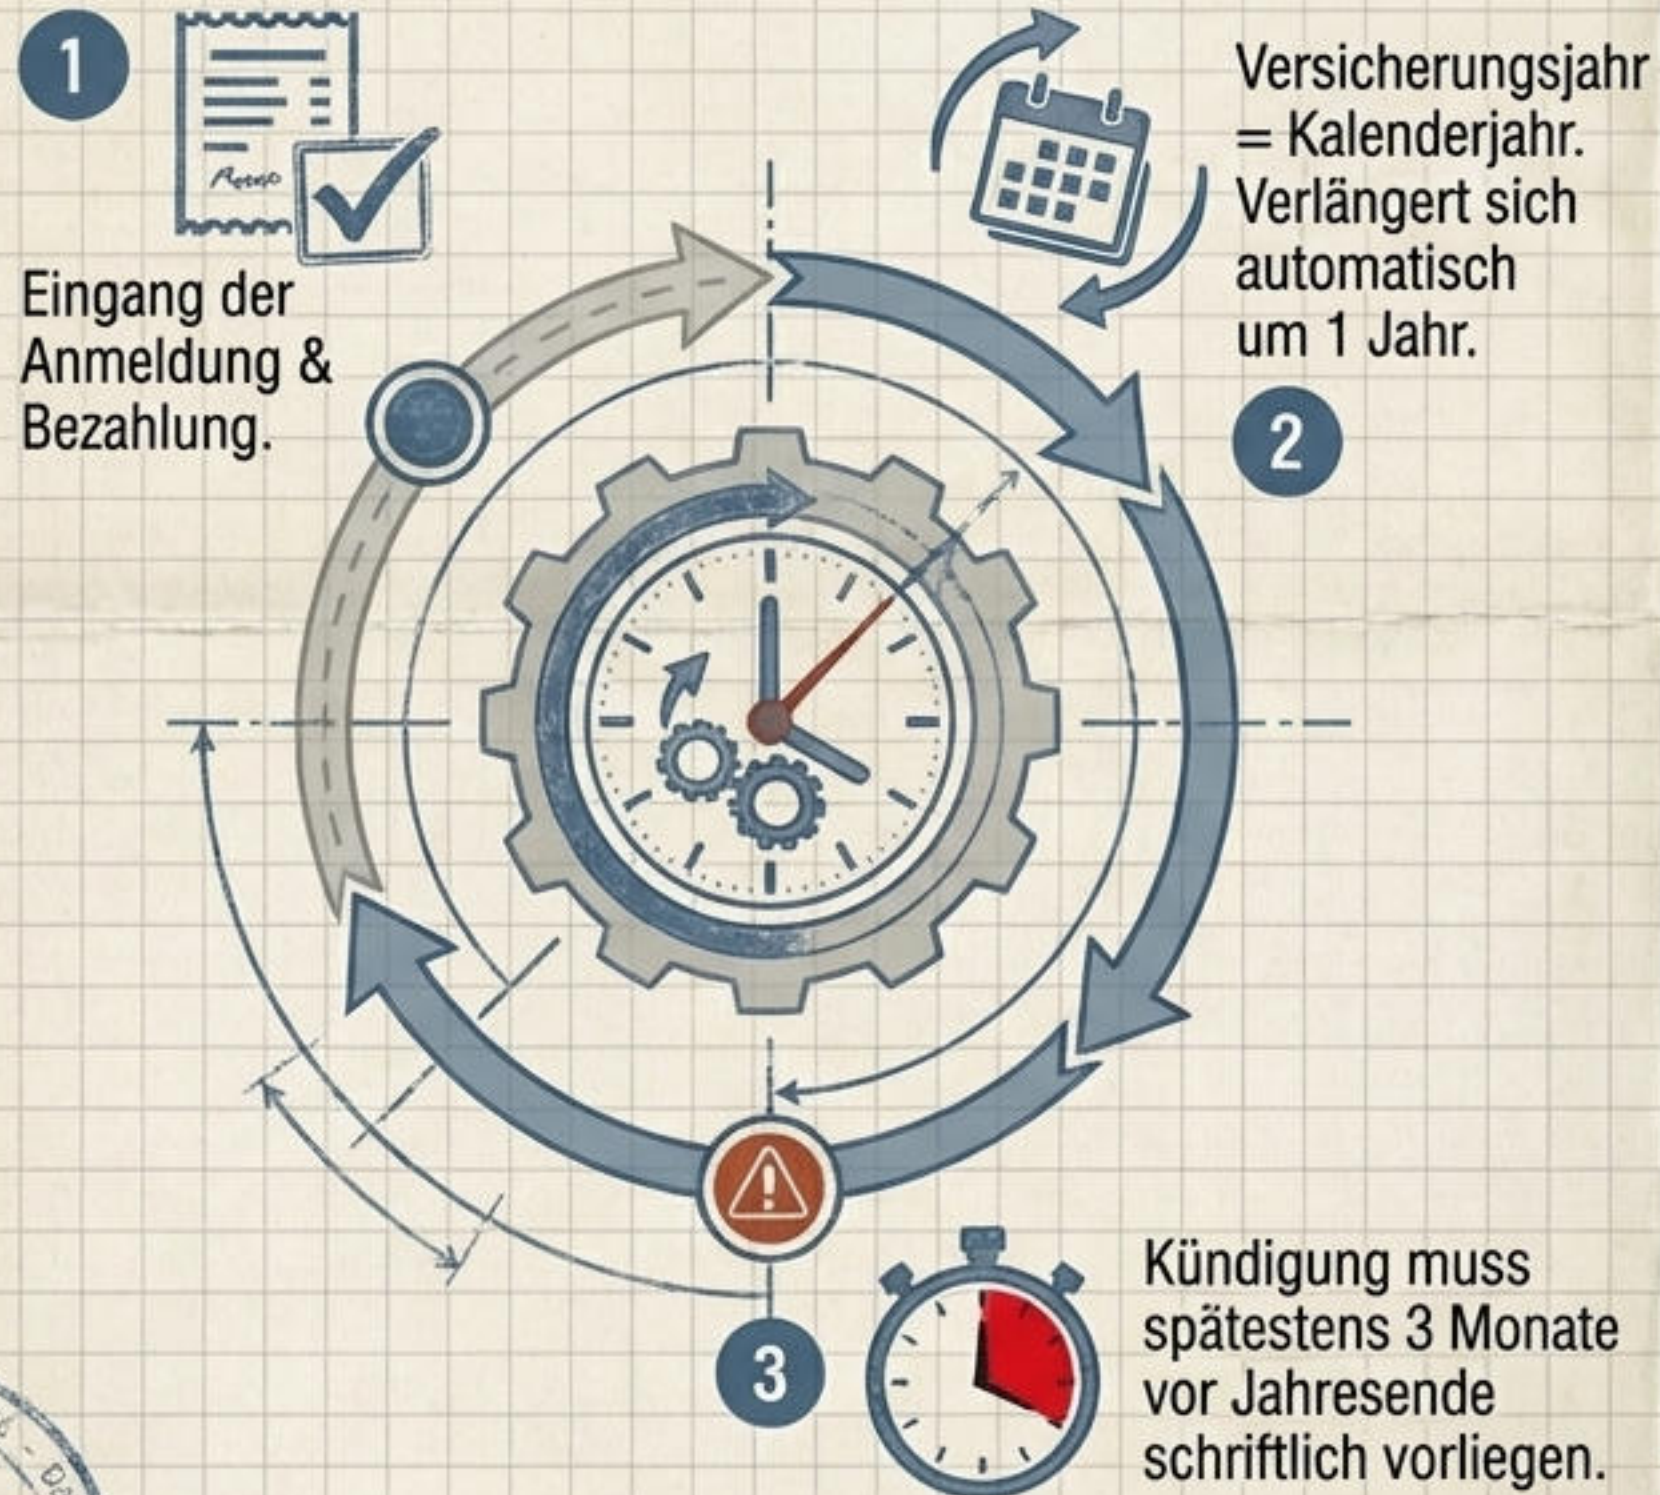 1
Eingang der
Anmeldung &
Bezahlung.
Versicherungsjahr
= Kalenderjahr.
Verlängert sich
automatisch
um 1 Jahr.
2
3
Kündigung muss
spätestens 3 Monate
vor Jahresende
schriftlich vorliegen.